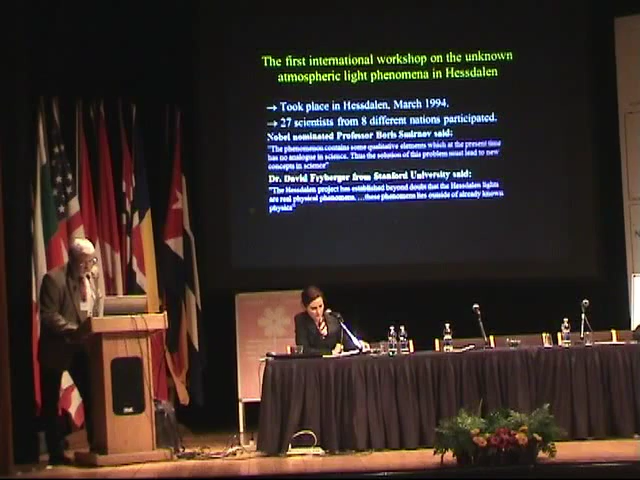 The first international workshop on the unknown
atmospheric light phenomena in Hessdalen
→ Took place in Hessdalen, March 1994.
→ 27 scientists from 8 different nations participated.
Nobel nominated Professor Boris Smirnov said:
"The phenomenon contains some qualitative elements which at the present time
has no analogue in science. Thus the solution of this problem must lead to new
concepts in science"
Dr. David Fryberger from Stanford University said:
"The Hessdalen project has established beyond doubt that the Hessdalen lights
are real physical phenomena. ....these phenomena lies outside of already known
physics"